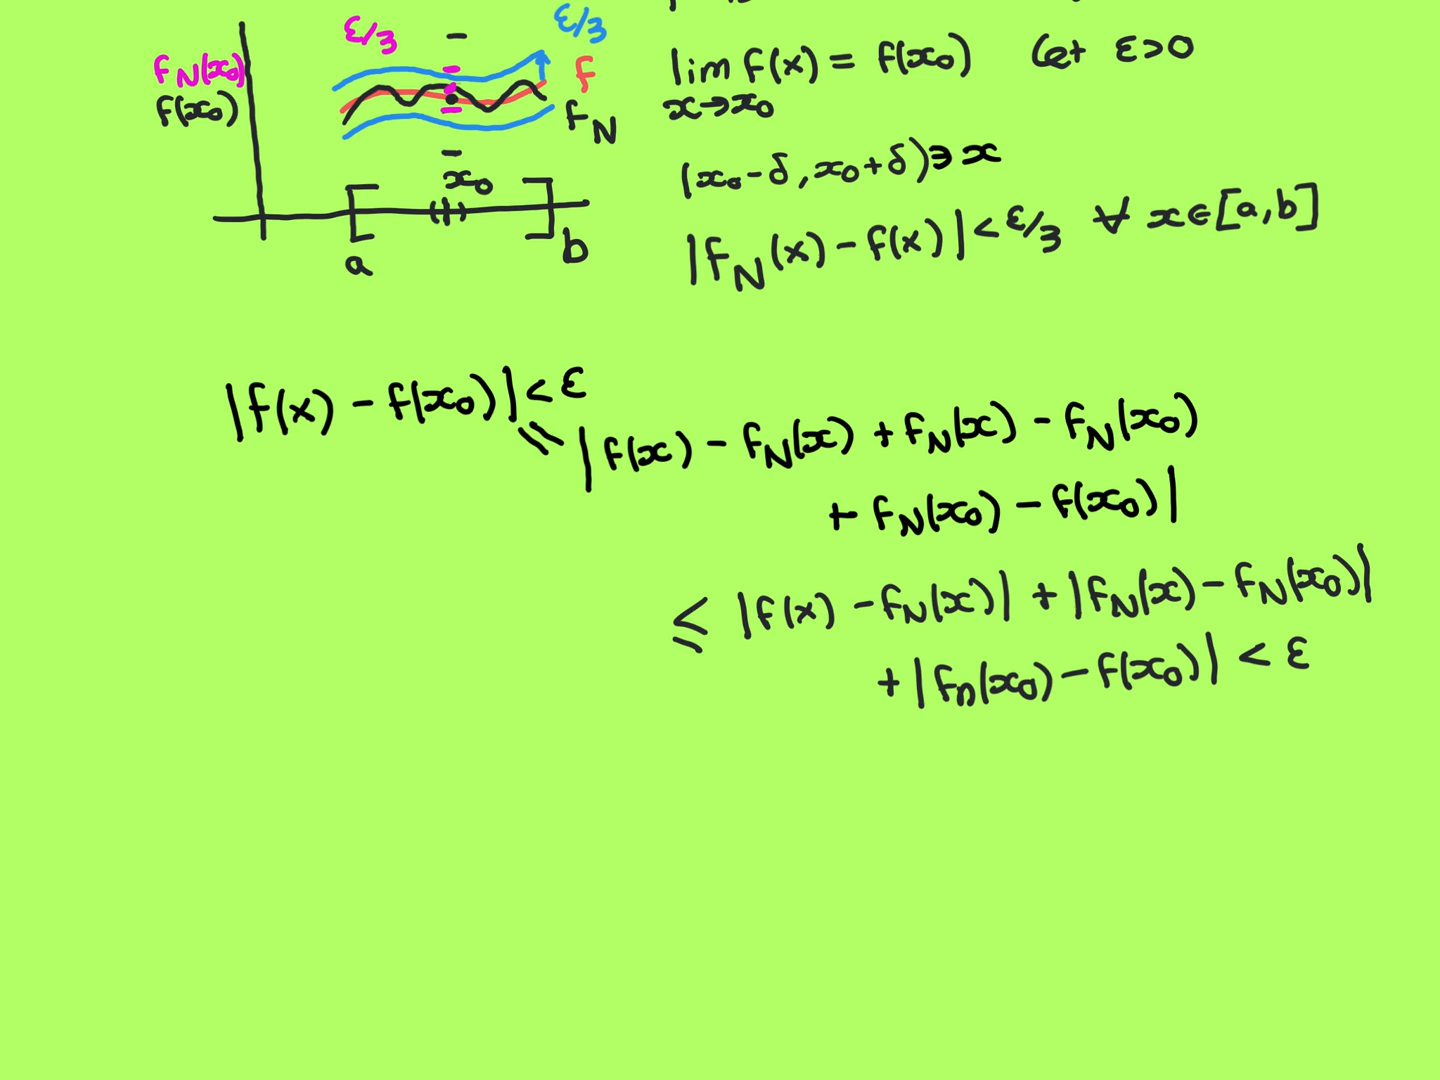 ε/3
ε/3
f_N(x₀)
f(x₀)
f
f_N
x₀
a
b
lim f(x) = f(x₀) Let ε>0
x→x₀
(x₀-δ, x₀+δ)∋x
|f_N(x) - f(x)| < ε/3 ∀ x∈[a,b]
|f(x) - f(x₀)| < ε
= |f(x) - f_N(x) + f_N(x) - f_N(x₀)
+ f_N(x₀) - f(x₀)|
≤ |f(x) - f_N(x)| + |f_N(x) - f_N(x₀)|
+ |f_n(x₀) - f(x₀)| < ε